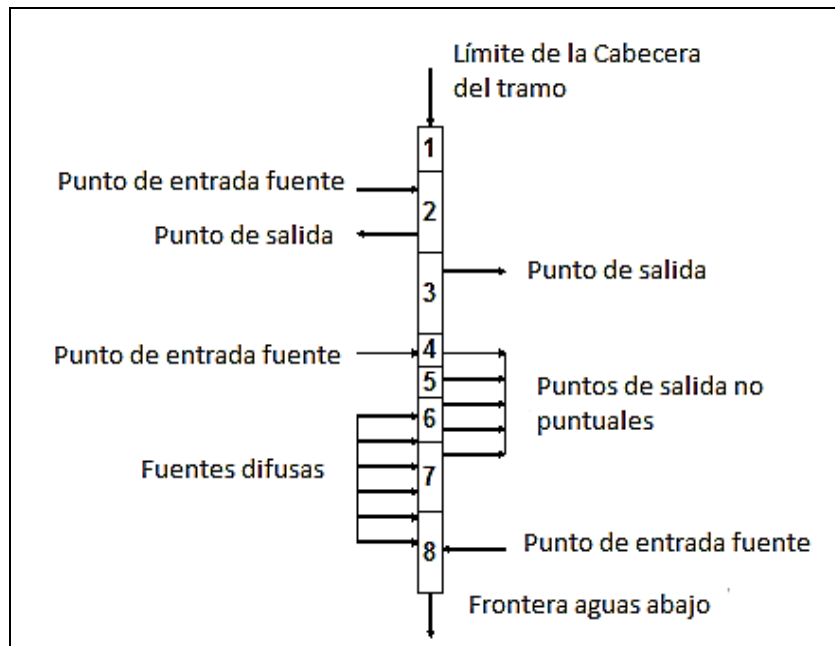 Límite de la Cabecera
del tramo
1
Punto de entrada fuente
2
Punto de salida
Punto de salida
3
Punto de entrada fuente
4
5
Puntos de salida no
puntuales
6
Fuentes difusas
7
Punto de entrada fuente
8
Frontera aguas abajo